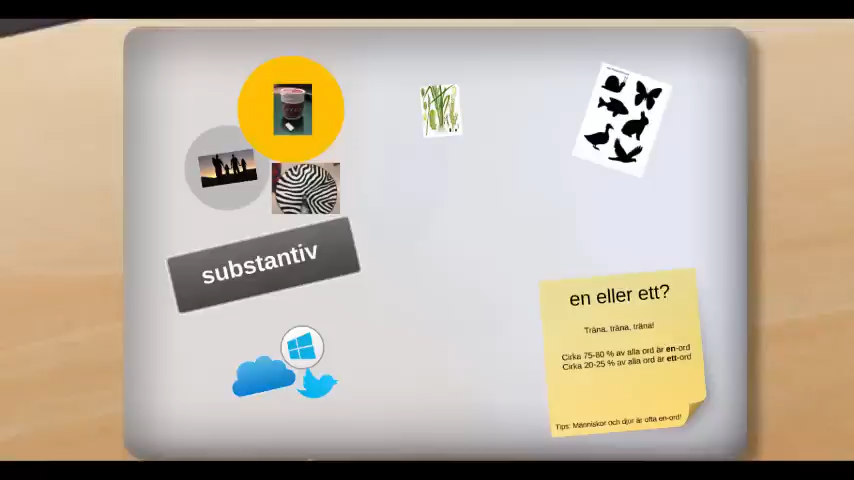 substantiv
en eller ett?
Träna, träna, träna!
Cirka 75-80 % av alla ord är en-ord
Cirka 20-25 % av alla ord är ett-ord
Tips: Människor och djur är ofta en-ord!